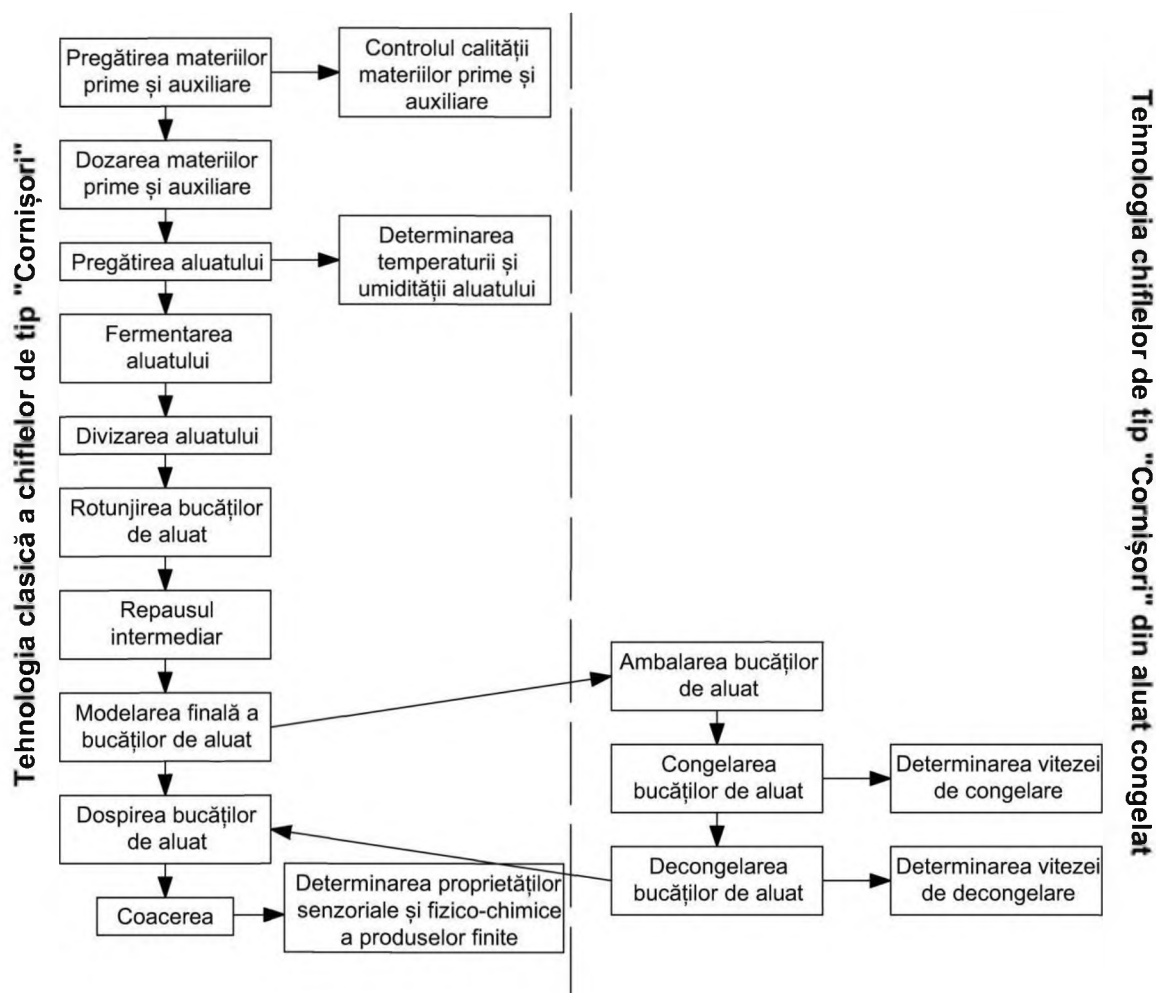 Tehnologia clasică a chiflelor de tip "Cornișori"
Pregătirea materiilor
prime și auxiliare
Controlul calității
materiilor prime și
auxiliare
Dozarea materiilor
prime și auxiliare
Pregătirea aluatului
Determinarea
temperaturii și
umidității aluatului
Fermentarea
aluatului
Divizarea aluatului
Rotunjirea bucăților
de aluat
Repausul
intermediar
Modelarea finală a
bucăților de aluat
Dospirea bucăților
de aluat
Coacerea
Determinarea proprietăților
senzoriale și fizico-chimice
a produselor finite
Ambalarea bucăților
de aluat
Congelarea
bucăților de aluat
Determinarea vitezei
de congelare
Decongelarea
bucăților de aluat
Determinarea vitezei
de decongelare
Tehnologia chiflelor de tip "Cornișori" din aluat congelat